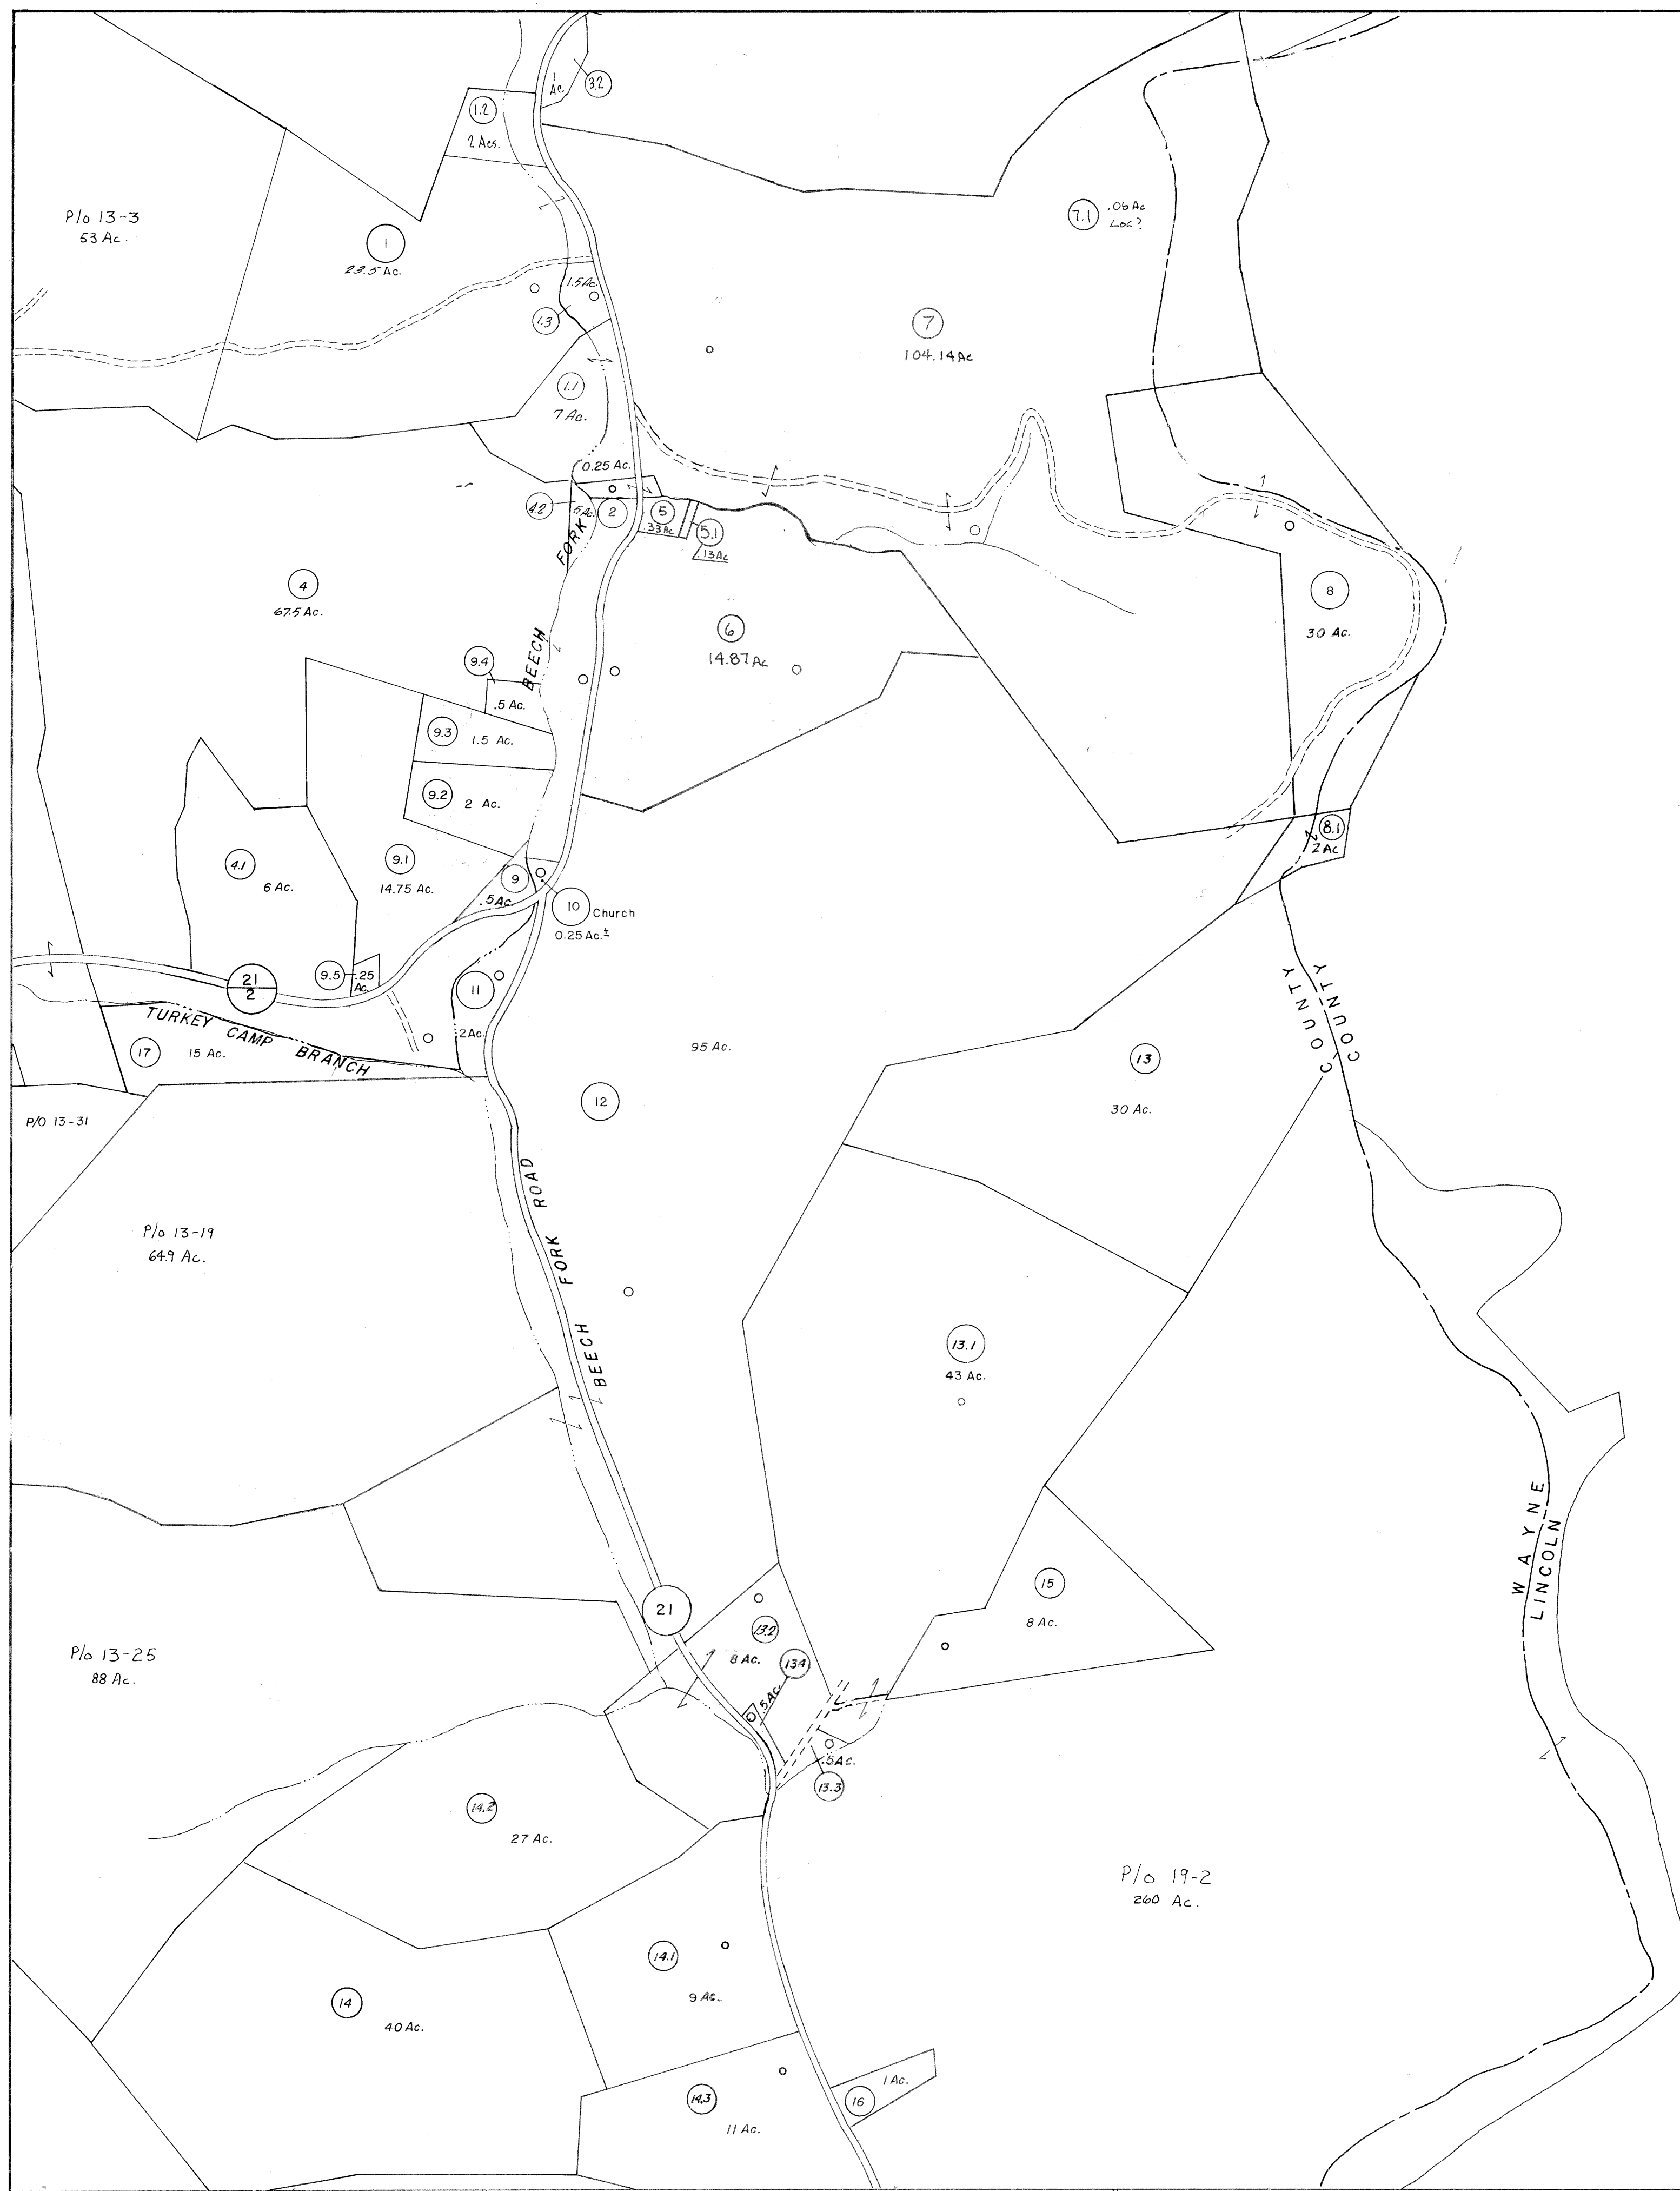 1
Ac
3.2
1.2
2 Acs.
P/o 13-3
53 Ac.
1
23.5 Ac.
7.1
.06 Ac
Loc?
1.5 Ac
1.3
7
104.14 Ac
1.1
7 Ac.
0.25 Ac.
4.2
.5 Ac.
2
5
.33 Ac
5.1
.13 Ac
BEECH FORK
4
67.5 Ac.
8
30 Ac.
6
14.87 Ac
9.4
.5 Ac.
9.3
1.5 Ac.
9.2
2 Ac.
8.1
2 Ac
4.1
6 Ac.
9.1
14.75 Ac.
9
.5 Ac.
10
Church
0.25 Ac.±
9.5
.25
Ac.
21
2
11
2 Ac.
TURKEY CAMP BRANCH
17
15 Ac.
95 Ac.
12
COUNTY
COUNTY
13
30 Ac.
P/O 13-31
BEECH FORK ROAD
P/o 13-19
64.9 Ac.
13.1
43 Ac.
WAYNE
LINCOLN
15
8 Ac.
21
13.2
8 Ac.
13.4
.5 Ac.
P/o 13-25
88 Ac.
.5 Ac.
13.3
14.2
27 Ac.
P/o 19-2
260 Ac.
14.1
9 Ac.
14
40 Ac.
1 Ac.
16
14.3
11 Ac.